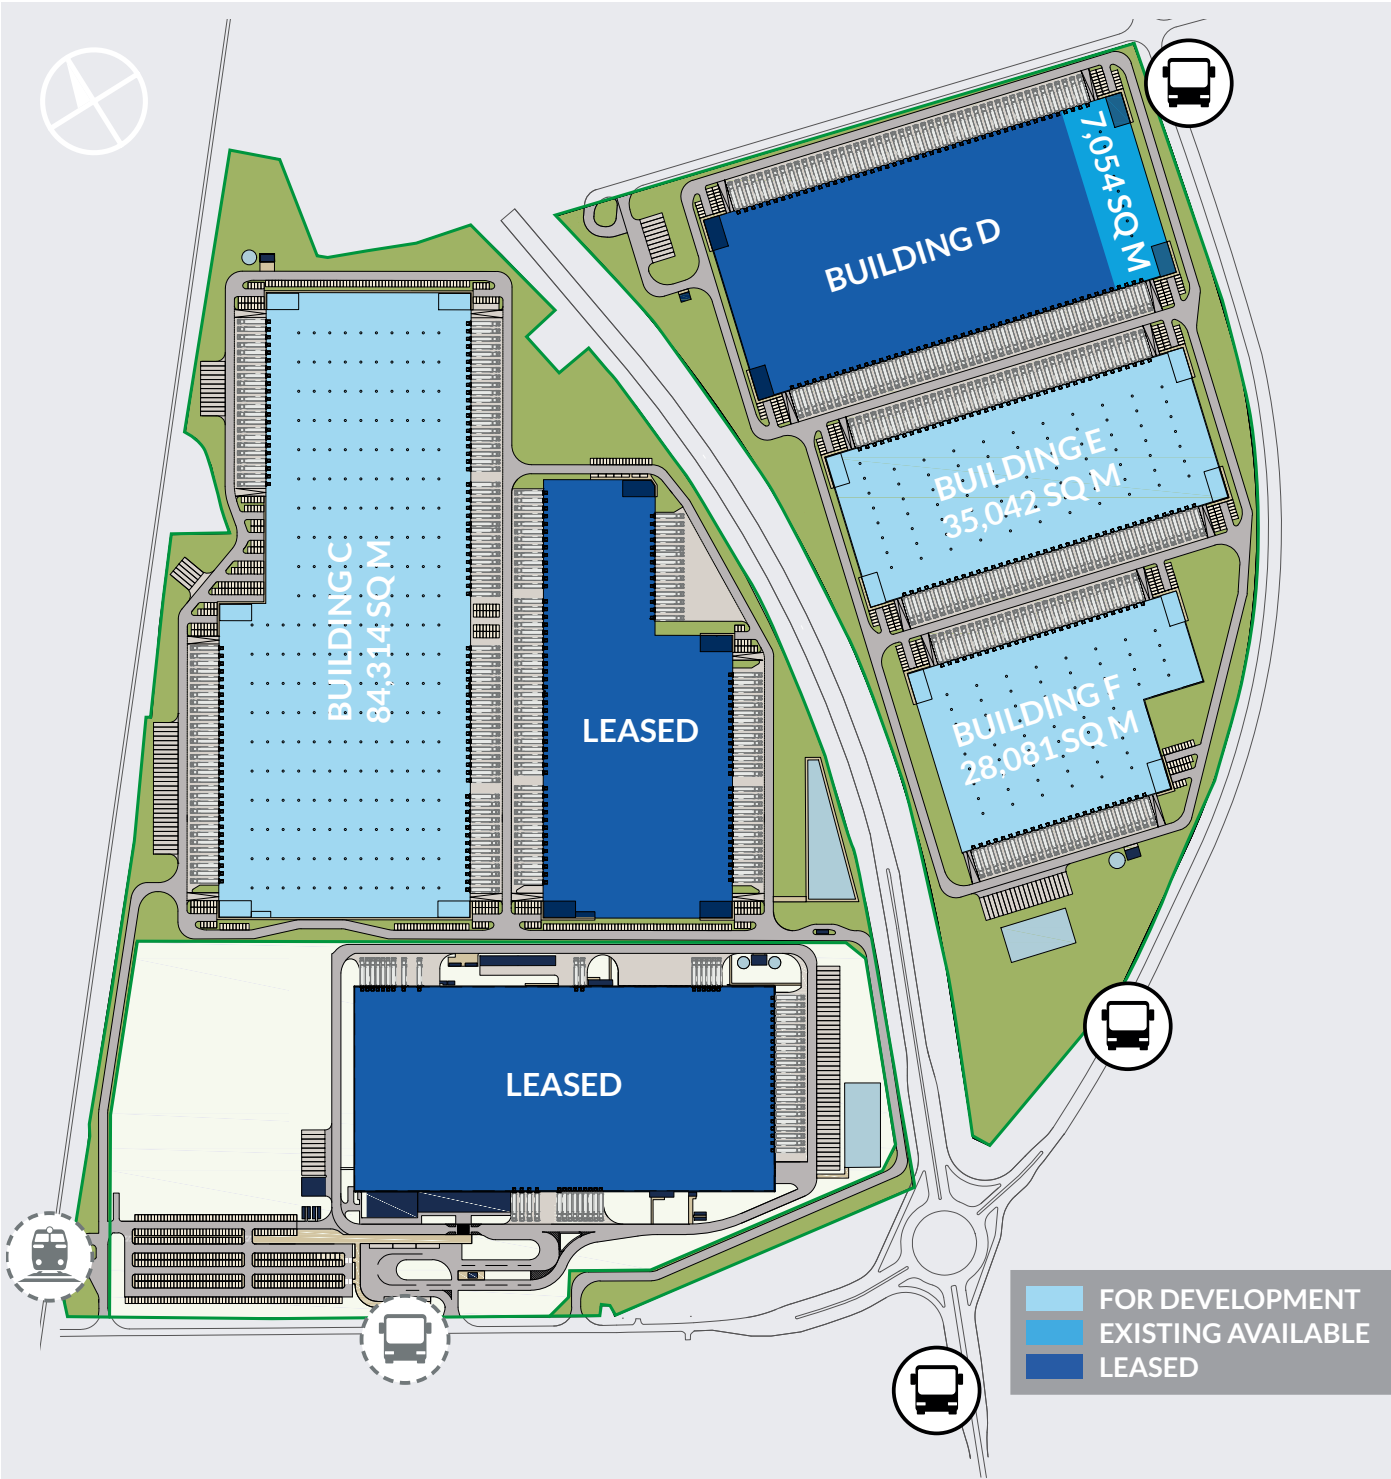 7,054 SQ M
BUILDING D
BUILDING E
35,042 SQ M
BUILDING C
84,314 SQ M
LEASED
BUILDING F
28,081 SQ M
LEASED
FOR DEVELOPMENT
EXISTING AVAILABLE
LEASED